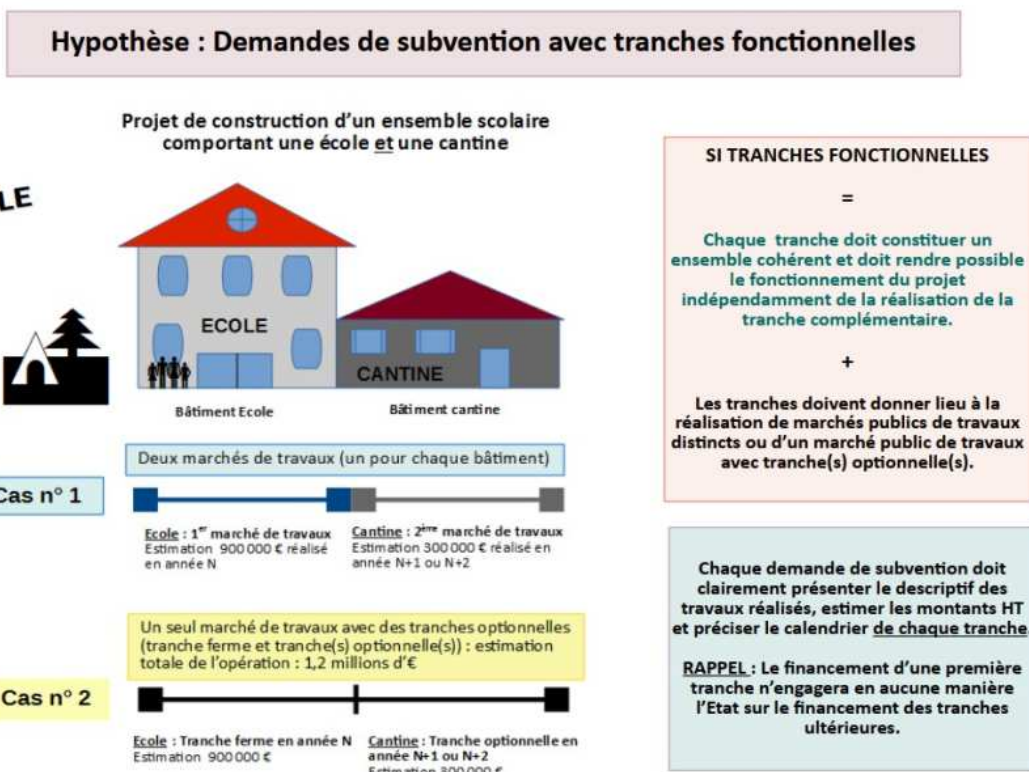 Hypothèse : Demandes de subvention avec tranches fonctionnelles
Projet de construction d'un ensemble scolaire
comportant une école et une cantine
LE
ECOLE
CANTINE
Bâtiment Ecole
Bâtiment cantine
Deux marchés de travaux (un pour chaque bâtiment)
Cas n° 1
Ecole : 1er marché de travaux
Estimation 900 000 € réalisé
en année N
Cantine : 2ème marché de travaux
Estimation 300 000 € réalisé en
année N+1 ou N+2
Un seul marché de travaux avec des tranches optionnelles
(tranche ferme et tranche(s) optionnelle(s)) : estimation
totale de l'opération : 1,2 millions d'€
Cas n° 2
Ecole : Tranche ferme en année N
Estimation 900 000 €
Cantine : Tranche optionnelle en
année N+1 ou N+2
Estimation 300 000 €
SI TRANCHES FONCTIONNELLES
=
Chaque tranche doit constituer un
ensemble cohérent et doit rendre possible
le fonctionnement du projet
indépendamment de la réalisation de la
tranche complémentaire.
+
Les tranches doivent donner lieu à la
réalisation de marchés publics de travaux
distincts ou d'un marché public de travaux
avec tranche(s) optionnelle(s).
Chaque demande de subvention doit
clairement présenter le descriptif des
travaux réalisés, estimer les montants HT
et préciser le calendrier de chaque tranche.
RAPPEL : Le financement d'une première
tranche n'engagera en aucune manière
l'Etat sur le financement des tranches
ultérieures.